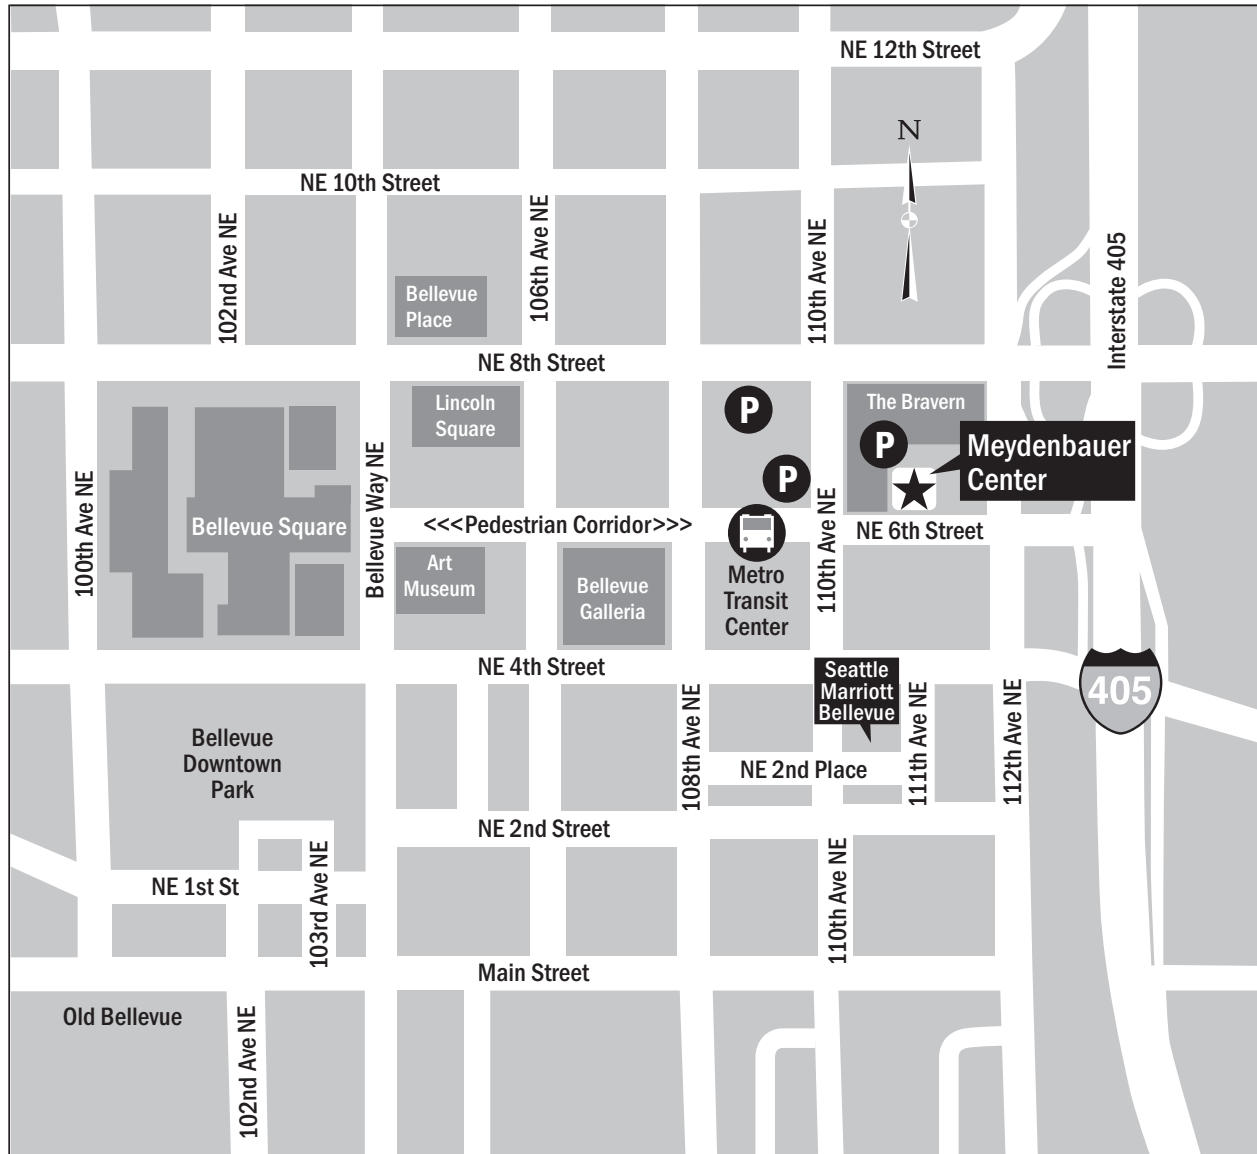 NE 12th Street
N
NE 10th Street
102nd Ave NE
106th Ave NE
110th Ave NE
Interstate 405
Bellevue
Place
NE 8th Street
Lincoln
Square
P
The Bravern
P
Meydenbauer
Center
P
100th Ave NE
Bellevue Square
Bellevue Way NE
<<<Pedestrian Corridor>>>
110th Ave NE
NE 6th Street
Art
Museum
Bellevue
Galleria
Metro
Transit
Center
NE 4th Street
Seattle
Marriott
Bellevue
405
108th Ave NE
111th Ave NE
112th Ave NE
Bellevue
Downtown
Park
NE 2nd Place
NE 2nd Street
NE 1st St
103rd Ave NE
110th Ave NE
Main Street
Old Bellevue
102nd Ave NE